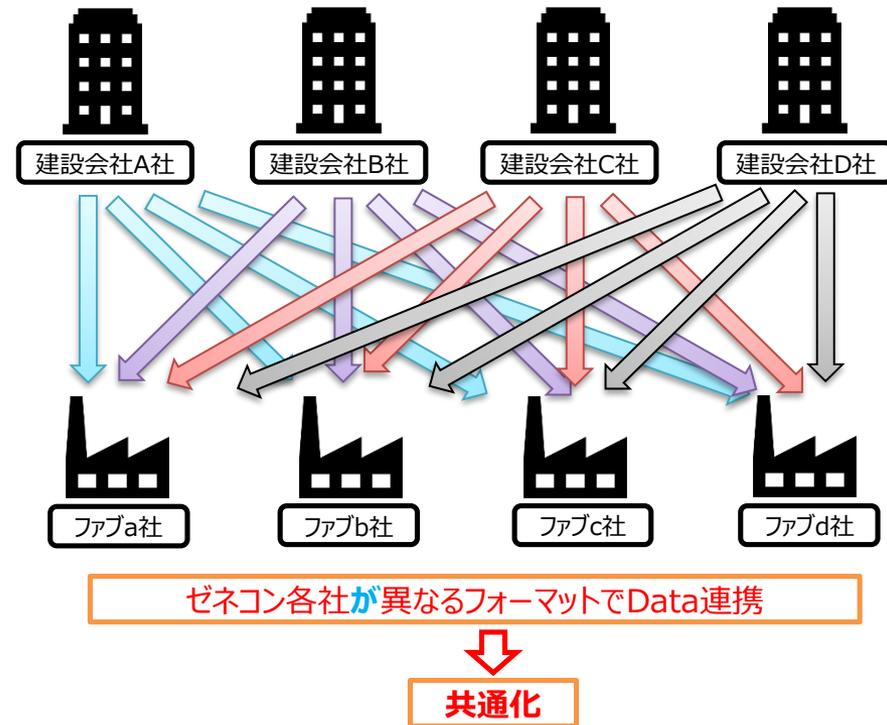 建設会社A社
建設会社B社
建設会社C社
建設会社D社
ファブa社
ファブb社
ファブc社
ファブd社
ゼネコン各社が異なるフォーマットでData連携
共通化